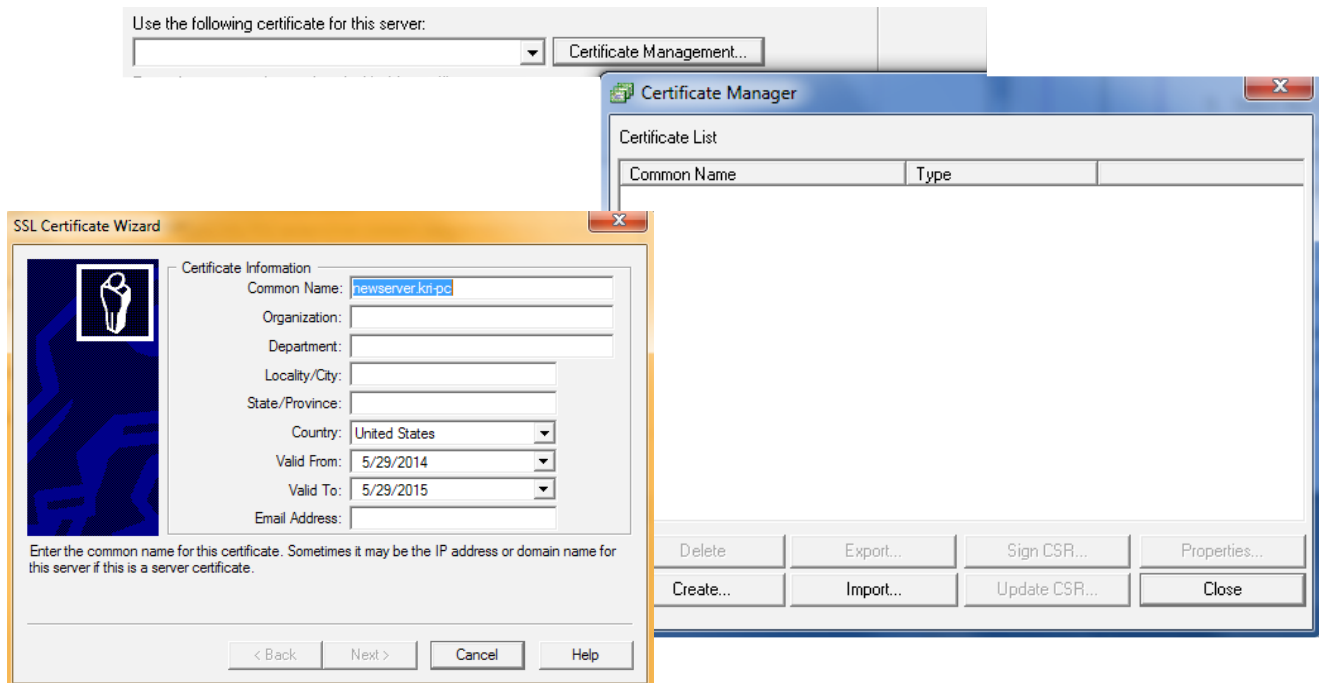 Use the following certificate for this server:
Certificate Management...
Certificate Manager
Certificate List
Common Name Type
SSL Certificate Wizard
Certificate Information
Common Name: newserver.kri-pc
Organization:
Department:
Locality/City:
State/Province:
Country: United States
Valid From: 5/29/2014
Valid To: 5/29/2015
Email Address:
Enter the common name for this certificate. Sometimes it may be the IP address or domain name for
this server if this is a server certificate.
< Back Next > Cancel Help
Delete Export... Sign CSR... Properties...
Create... Import... Update CSR... Close